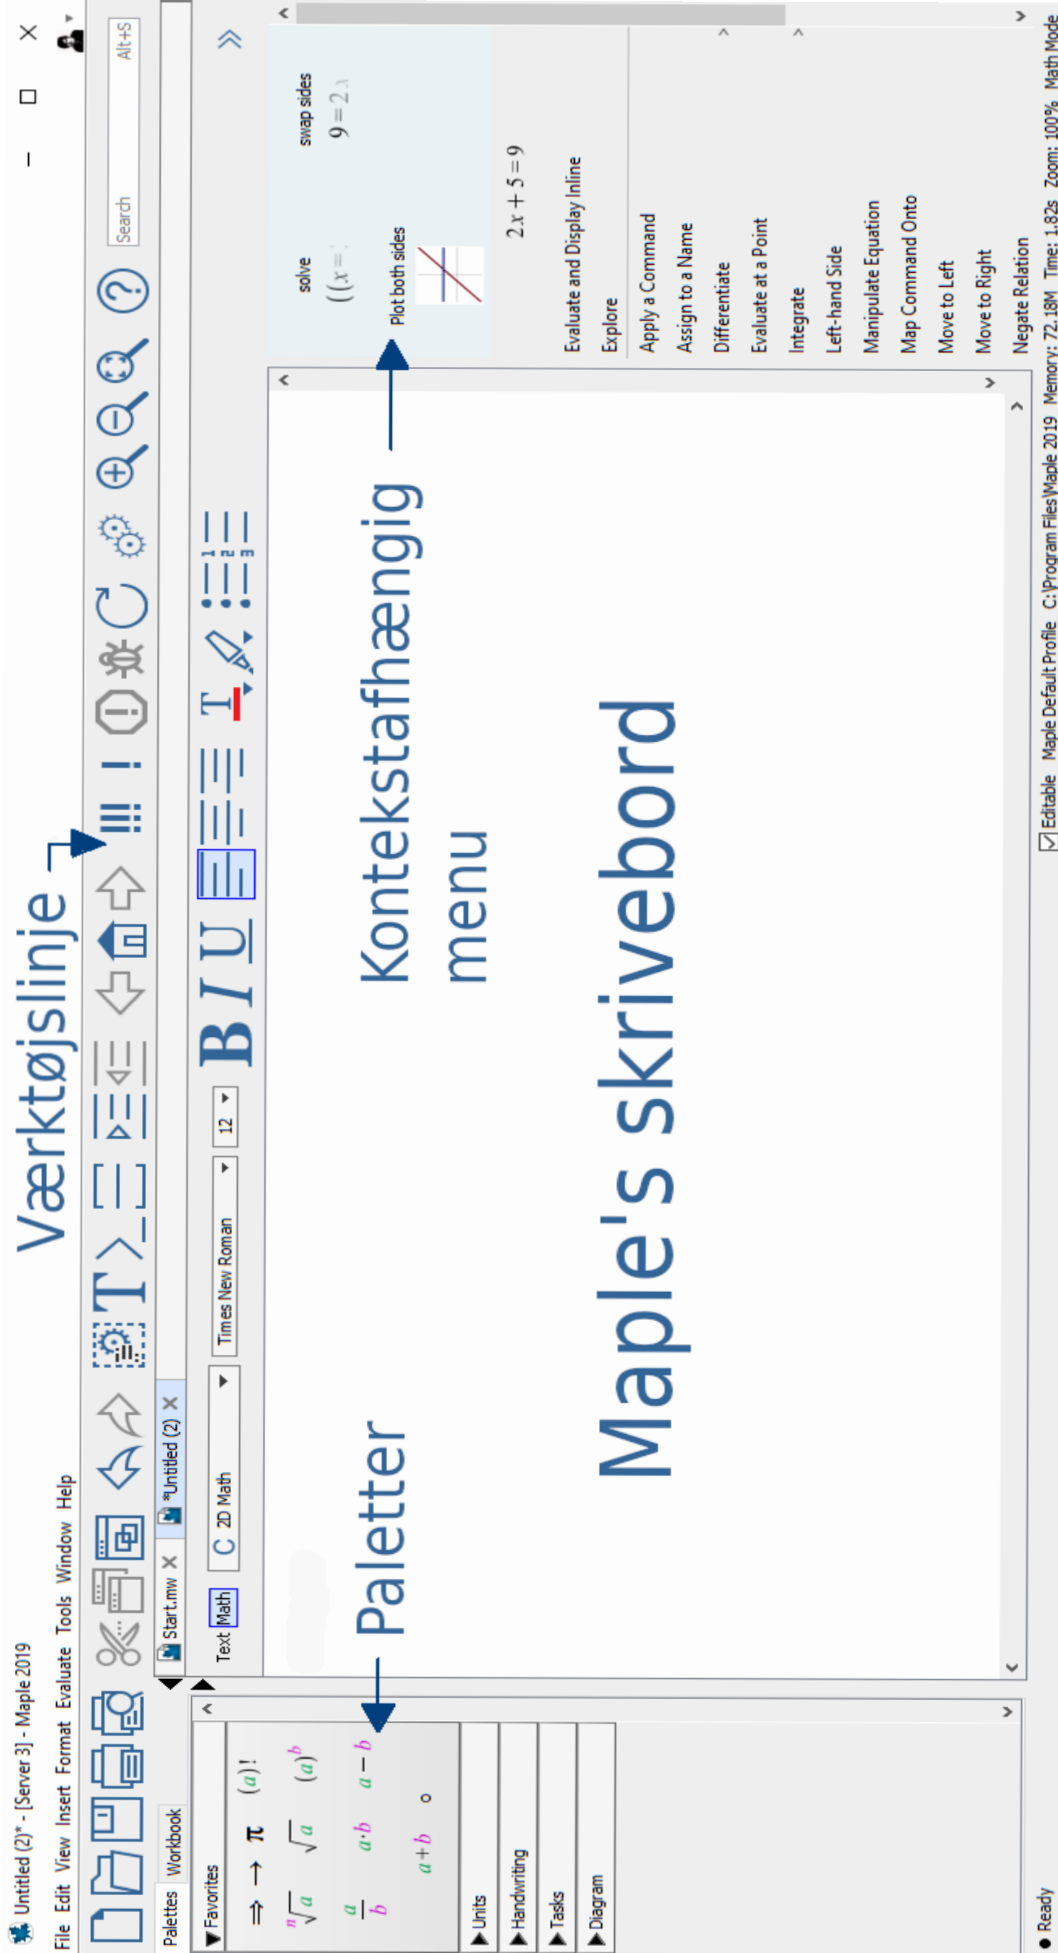 Untitled (2)* - [Server 3] - Maple 2019
Værktøjslinje
File Edit View Insert Format Evaluate Tools Window Help
Search Alt+S
Palettes Workbook
Start.mw *Untitled (2)
Text Math C 2D Math Times New Roman 12 B I U
▼Favorites
⇒ → π (a)!
ⁿ√a √a (a)ᵇ
a/b a·b a−b
a+b
▶Units
▶Handwriting
▶Tasks
▶Diagram
Paletter
Kontekstafhængig
menu
Maple's skrivebord
solve swap sides
((x= 9=2
Plot both sides
2x+5=9
Evaluate and Display Inline
Explore
Apply a Command
Assign to a Name
Differentiate >
Evaluate at a Point
Integrate >
Left-hand Side
Manipulate Equation
Map Command Onto
Move to Left
Move to Right
Negate Relation
Ready
Editable Maple Default Profile C:\Program Files\Maple 2019 Memory: 72.18M Time: 1.82s Zoom: 100% Math Mode